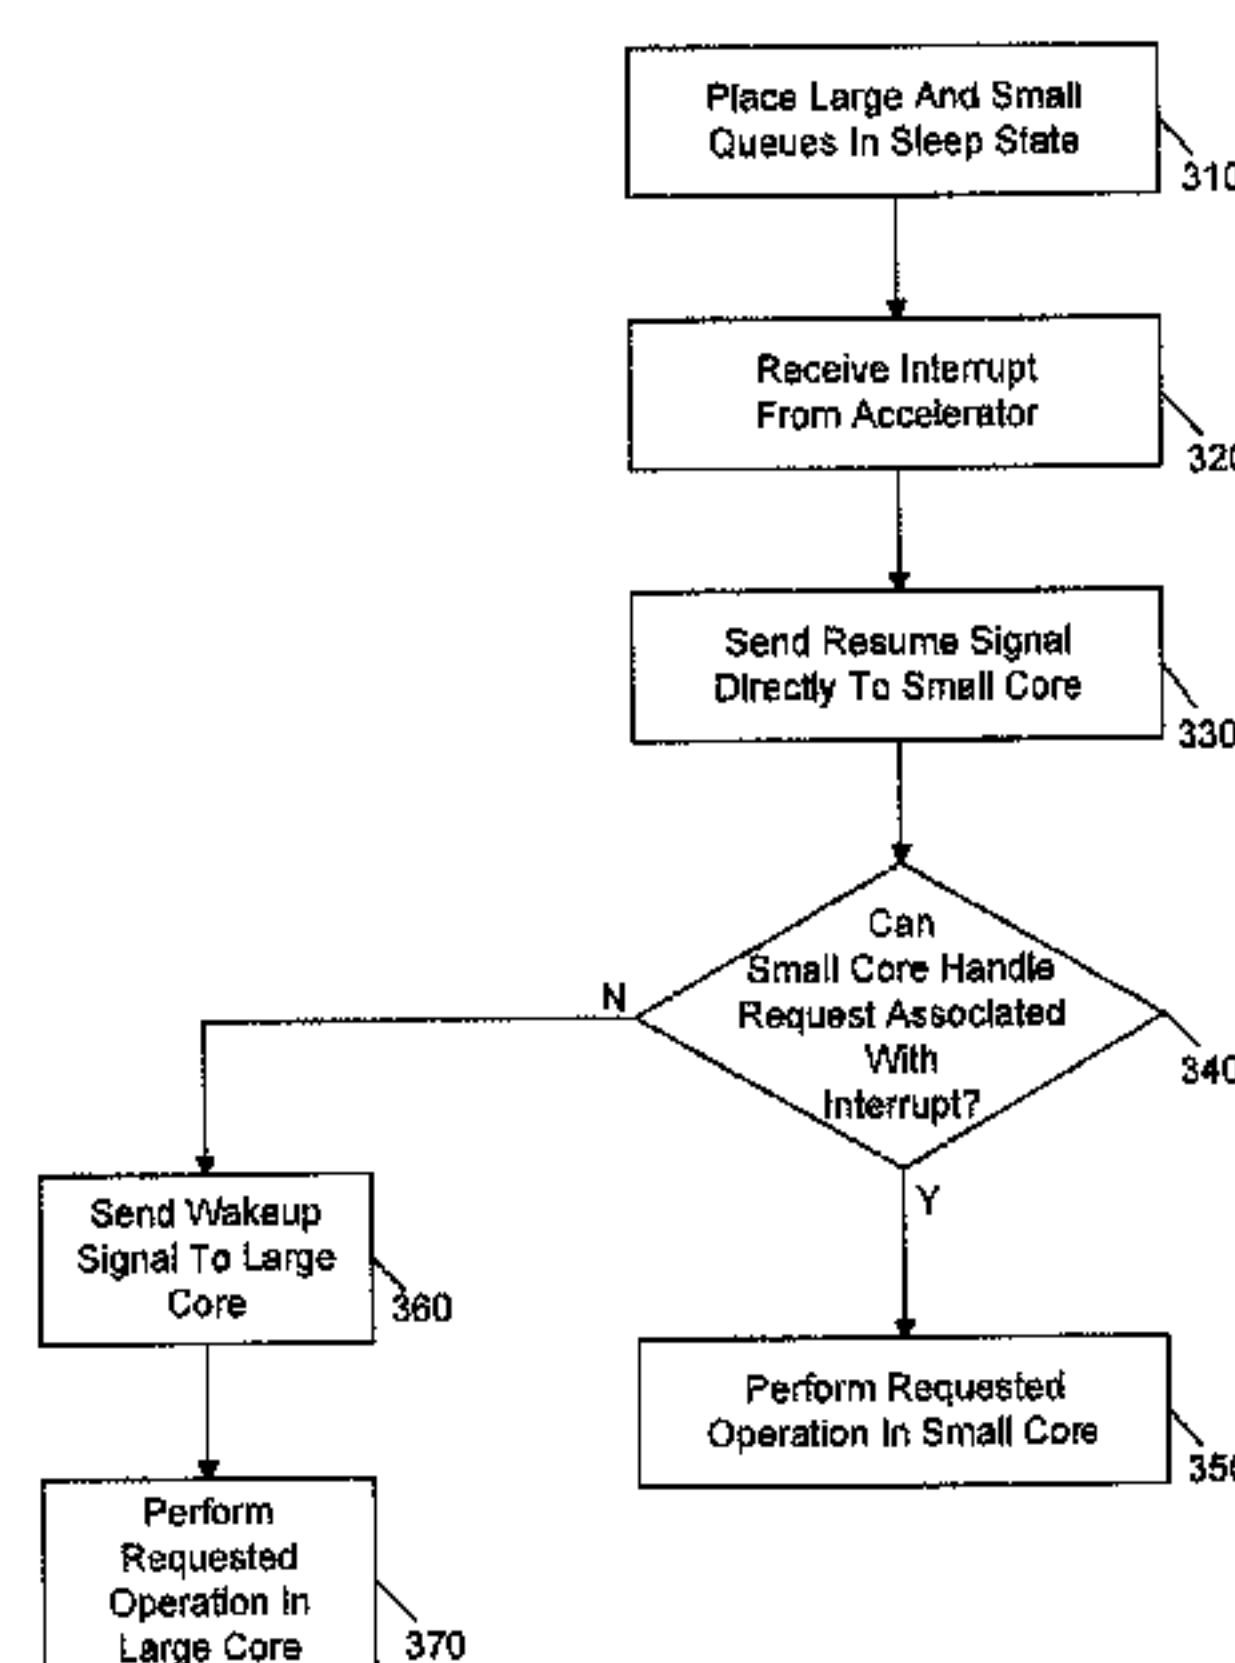 Place Large And Small
Queues In Sleep State
310
Receive Interrupt
From Accelerator
320
Send Resume Signal
Directly To Small Core
330
Can
Small Core Handle
Request Associated
With
Interrupt?
340
N
Y
Send Wakeup
Signal To Large
Core
360
Perform Requested
Operation In Small Core
350
Perform
Requested
Operation In
Large Core
370